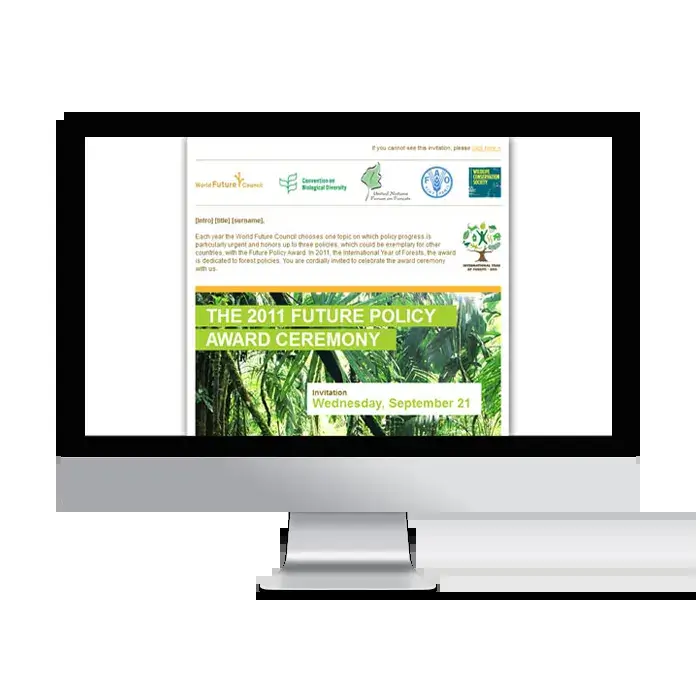 If you cannot see this invitation, please click here >
World Future Council
Convention on
Biological Diversity
United Nations
Forum on Forests
FAO
WILDLIFE
CONSERVATION
SOCIETY
[intro] [title] [surname],
Each year the World Future Council chooses one topic on which policy progress is
particularly urgent and honors up to three policies, which could be exemplary for other
countries, with the Future Policy Award. In 2011, the International Year of Forests, the award
is dedicated to forest policies. You are cordially invited to celebrate the award ceremony
with us.
INTERNATIONAL YEAR
OF FORESTS · 2011
THE 2011 FUTURE POLICY
AWARD CEREMONY
Invitation
Wednesday, September 21